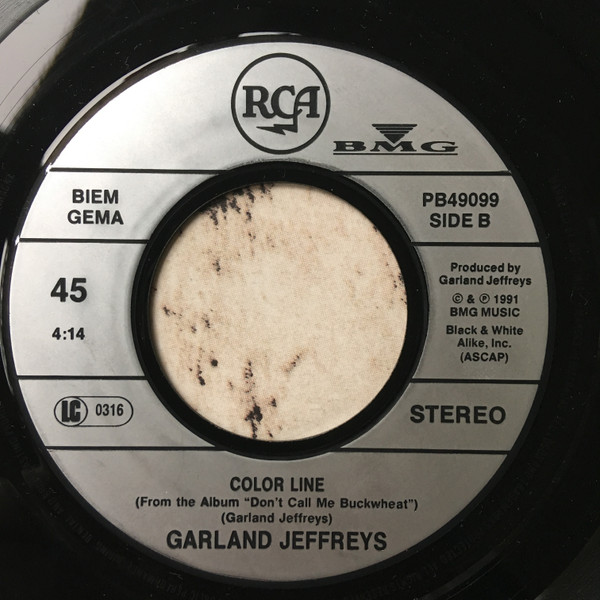 RCA
BMG
BIEM
GEMA
PB49099
SIDE B
45
4:14
Produced by
Garland Jeffreys
© & ℗ 1991
BMG MUSIC
Black & White
Alike, Inc.
(ASCAP)
LC 0316
STEREO
COLOR LINE
(From the Album "Don't Call Me Buckwheat")
(Garland Jeffreys)
GARLAND JEFFREYS